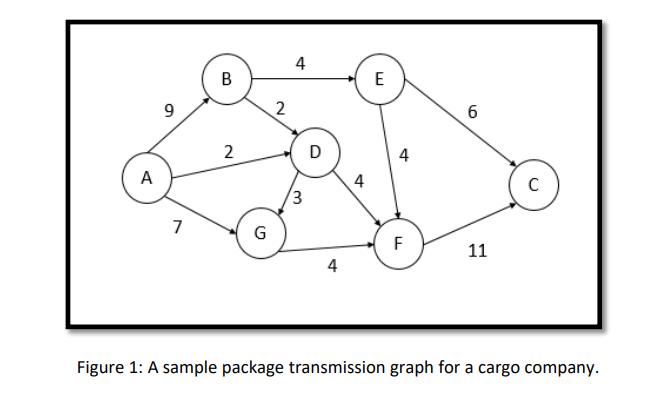 4
B
E
9
2
6
2
D
4
A
4
C
3
7
G
F
11
4
Figure 1: A sample package transmission graph for a cargo company.